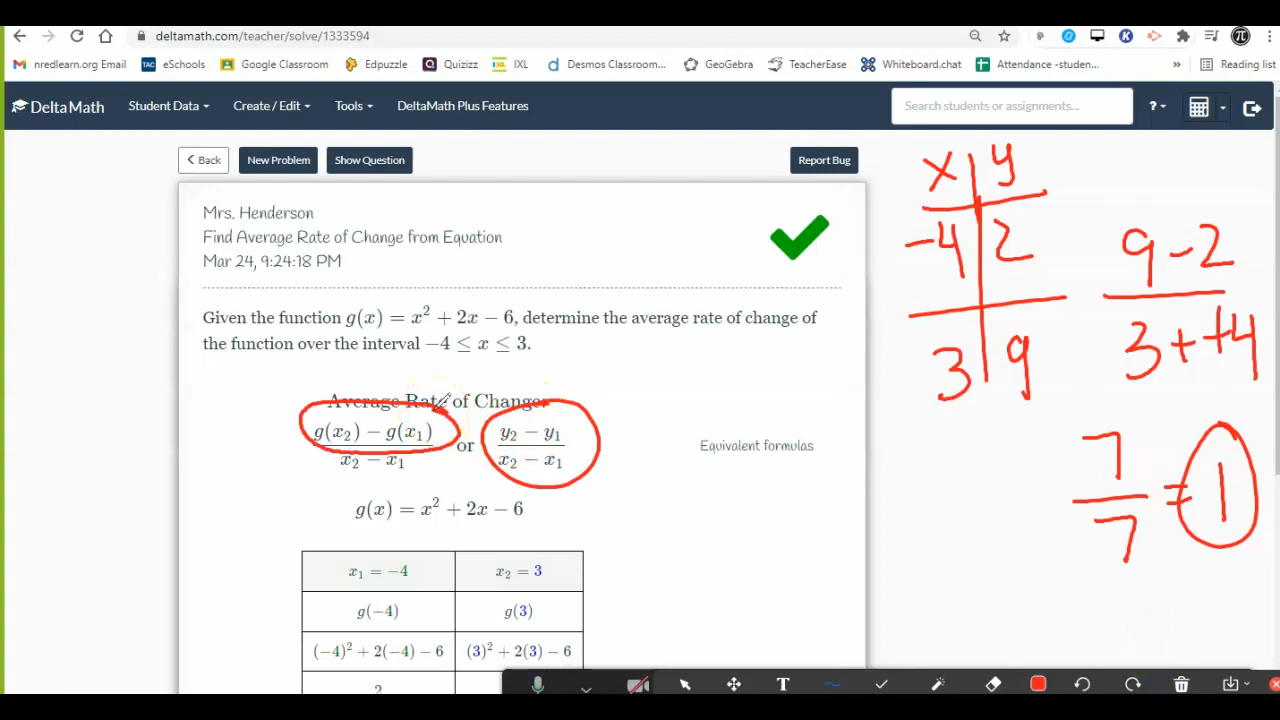 deltamath.com/teacher/solve/1333594
nredlearn.org Email eSchools Google Classroom Edpuzzle Quizizz IXL Desmos Classroom... GeoGebra TeacherEase Whiteboard.chat Attendance -studen... » Reading list
DeltaMath Student Data Create / Edit Tools DeltaMath Plus Features Search students or assignments... ?
< Back New Problem Show Question Report Bug
Mrs. Henderson
Find Average Rate of Change from Equation
Mar 24, 9:24:18 PM
Given the function g(x) = x² + 2x − 6, determine the average rate of change of
the function over the interval −4 ≤ x ≤ 3.
Average Rate of Change:
g(x₂) − g(x₁) / x₂ − x₁ or y₂ − y₁ / x₂ − x₁ Equivalent formulas
g(x) = x² + 2x − 6
x₁ = −4 x₂ = 3
g(−4) g(3)
(−4)² + 2(−4) − 6 (3)² + 2(3) − 6
2
x y
-4 2
3 9
9 - 2
3 + +4
7
7 = 1
T